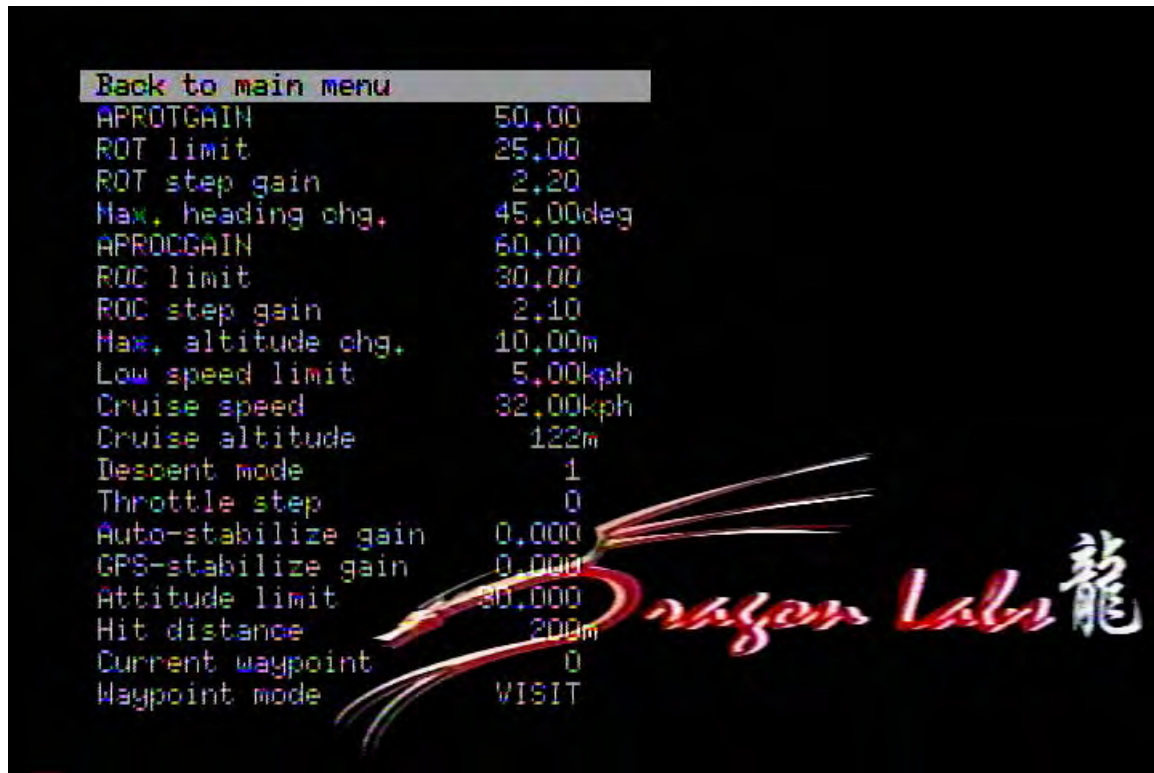 Back to main menu
APROTGAIN 50.00
ROT limit 25.00
ROT step gain 2.20
Max. heading chg. 45.00deg
APROCGAIN 60.00
ROC limit 30.00
ROC step gain 2.10
Max. altitude chg. 10.00m
Low speed limit 5.00kph
Cruise speed 32.00kph
Cruise altitude 122m
Descent mode 1
Throttle step 0
Auto-stabilize gain 0.000
GPS-stabilize gain 0.000
Attitude limit 30.000
Hit distance 200m
Current waypoint 0
Waypoint mode VISIT
Dragon Labs 龍